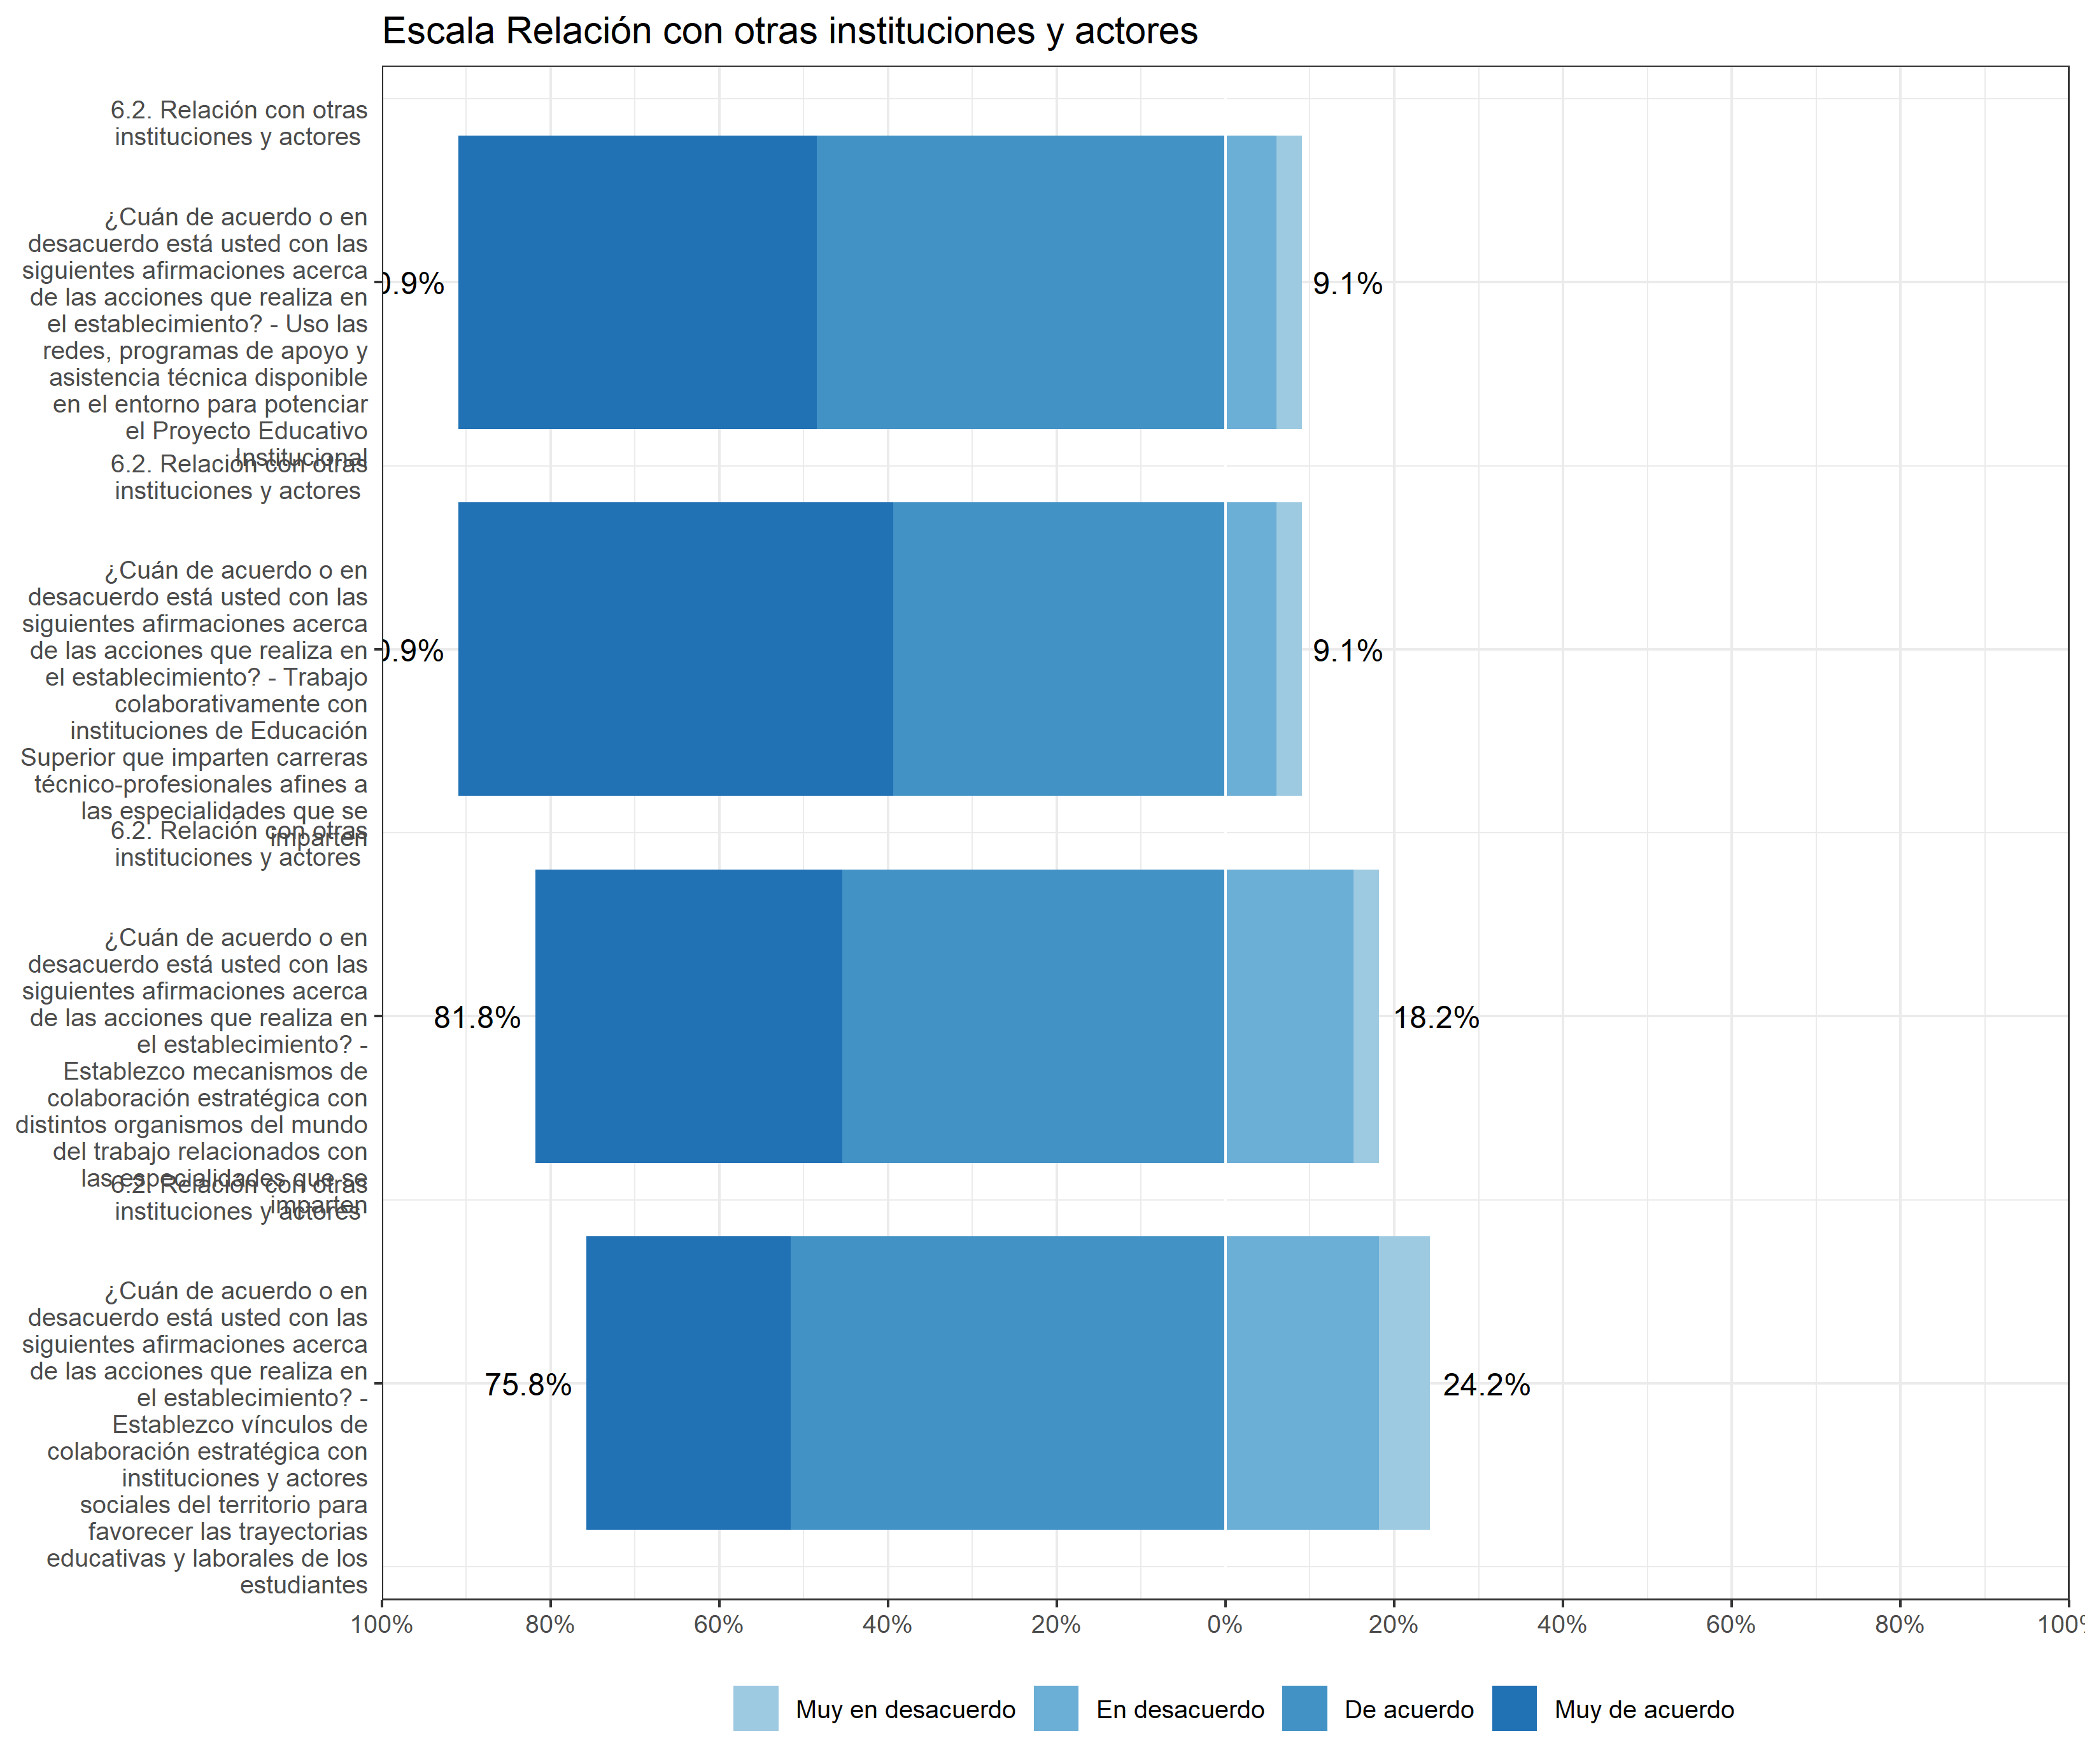 Escala Relación con otras instituciones y actores
6.2. Relación con otras
instituciones y actores
¿Cuán de acuerdo o en
desacuerdo está usted con las
siguientes afirmaciones acerca
de las acciones que realiza en
el establecimiento? - Uso las
redes, programas de apoyo y
asistencia técnica disponible
en el entorno para potenciar
el Proyecto Educativo
Institucional
0.9%
9.1%
6.2. Relación con otras
instituciones y actores
¿Cuán de acuerdo o en
desacuerdo está usted con las
siguientes afirmaciones acerca
de las acciones que realiza en
el establecimiento? - Trabajo
colaborativamente con
instituciones de Educación
Superior que imparten carreras
técnico-profesionales afines a
las especialidades que se
imparten
0.9%
9.1%
6.2. Relación con otras
instituciones y actores
¿Cuán de acuerdo o en
desacuerdo está usted con las
siguientes afirmaciones acerca
de las acciones que realiza en
el establecimiento? -
Establezco mecanismos de
colaboración estratégica con
distintos organismos del mundo
del trabajo relacionados con
las especialidades que se
imparten
81.8%
18.2%
6.2. Relación con otras
instituciones y actores
¿Cuán de acuerdo o en
desacuerdo está usted con las
siguientes afirmaciones acerca
de las acciones que realiza en
el establecimiento? -
Establezco vínculos de
colaboración estratégica con
instituciones y actores
sociales del territorio para
favorecer las trayectorias
educativas y laborales de los
estudiantes
75.8%
24.2%
100% 80% 60% 40% 20% 0% 20% 40% 60% 80% 100%
Muy en desacuerdo En desacuerdo De acuerdo Muy de acuerdo